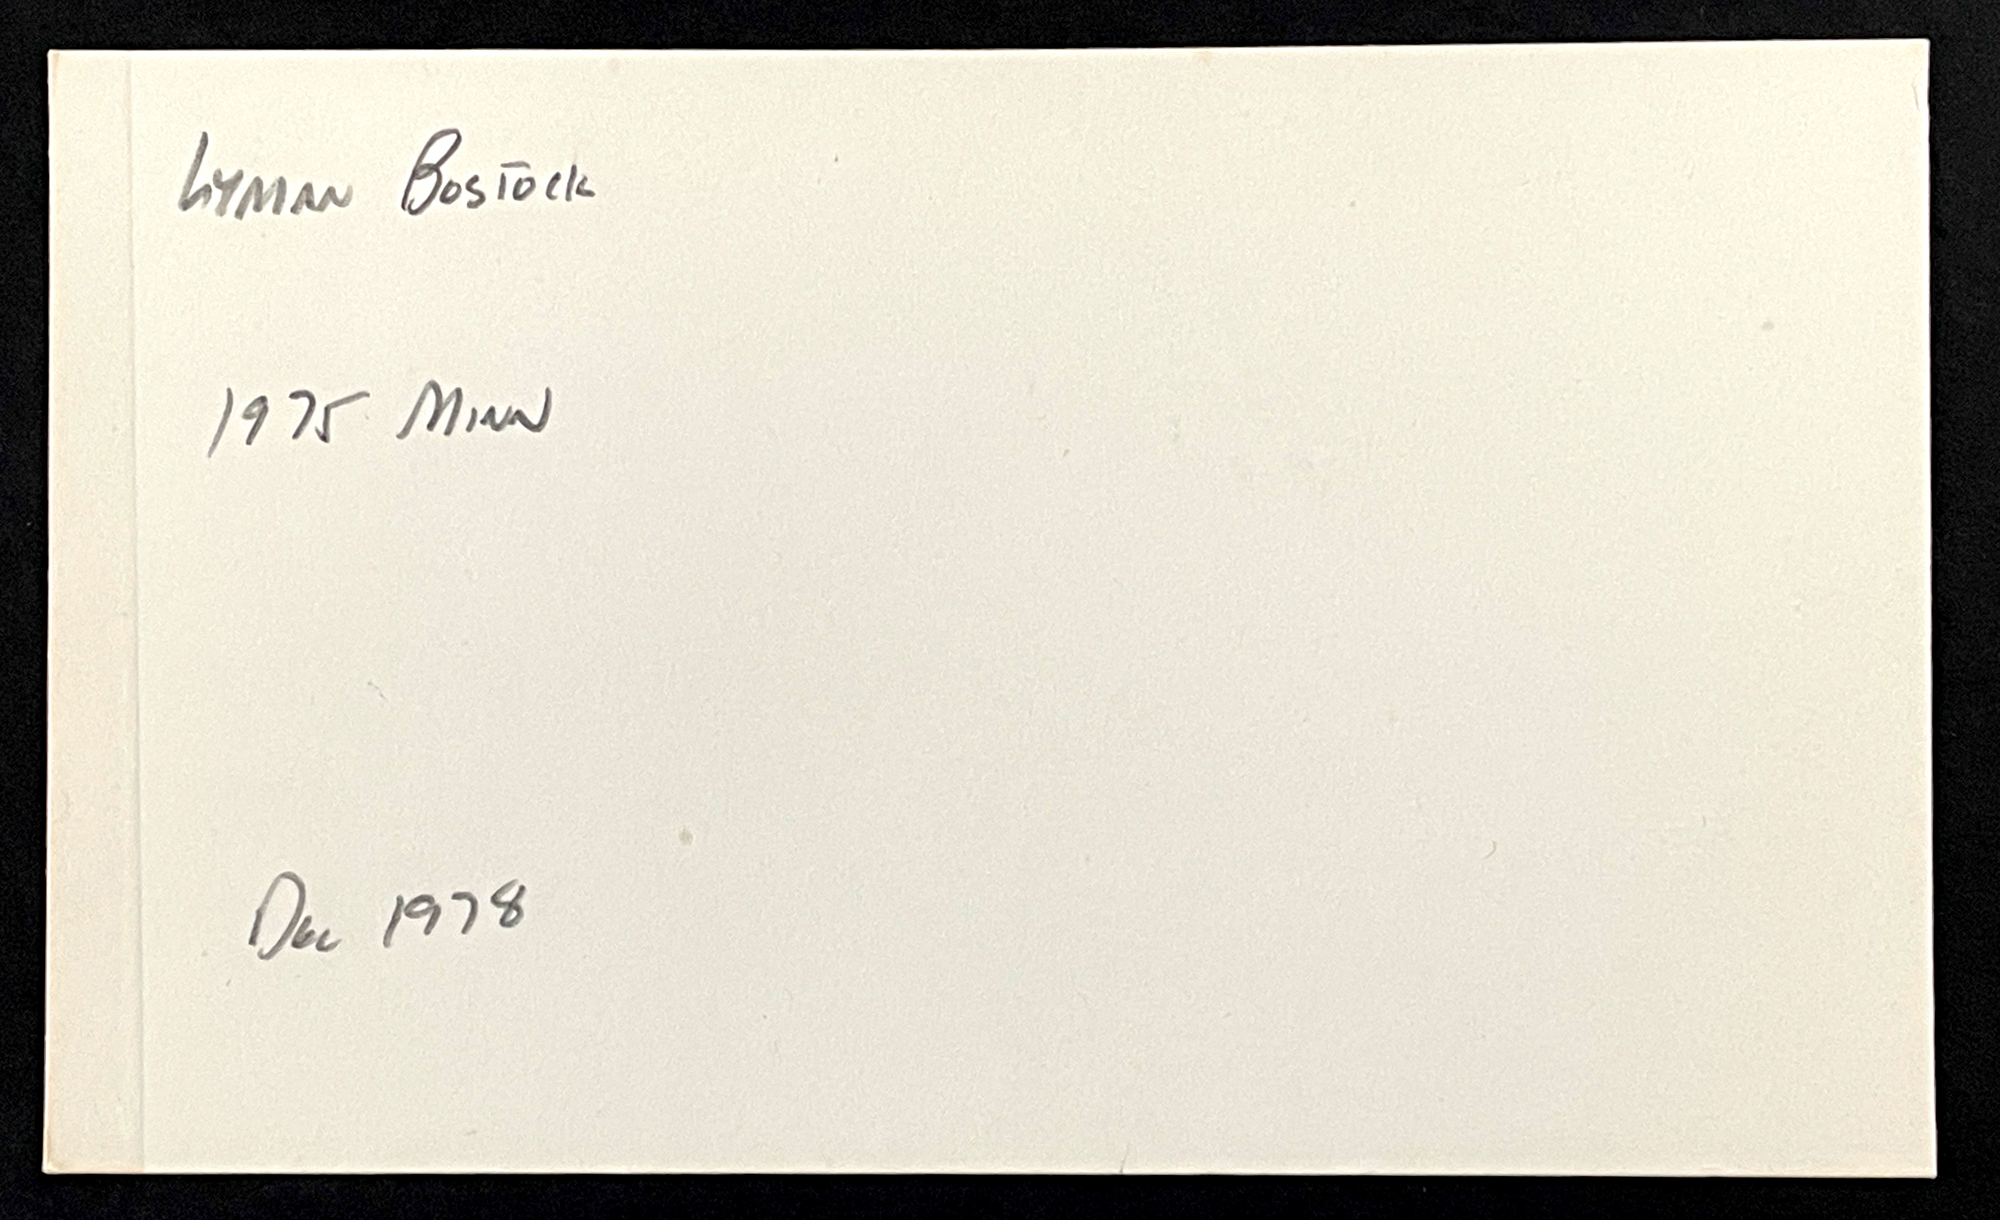 Lyman Bostock
1975 Minn
Dec 1978